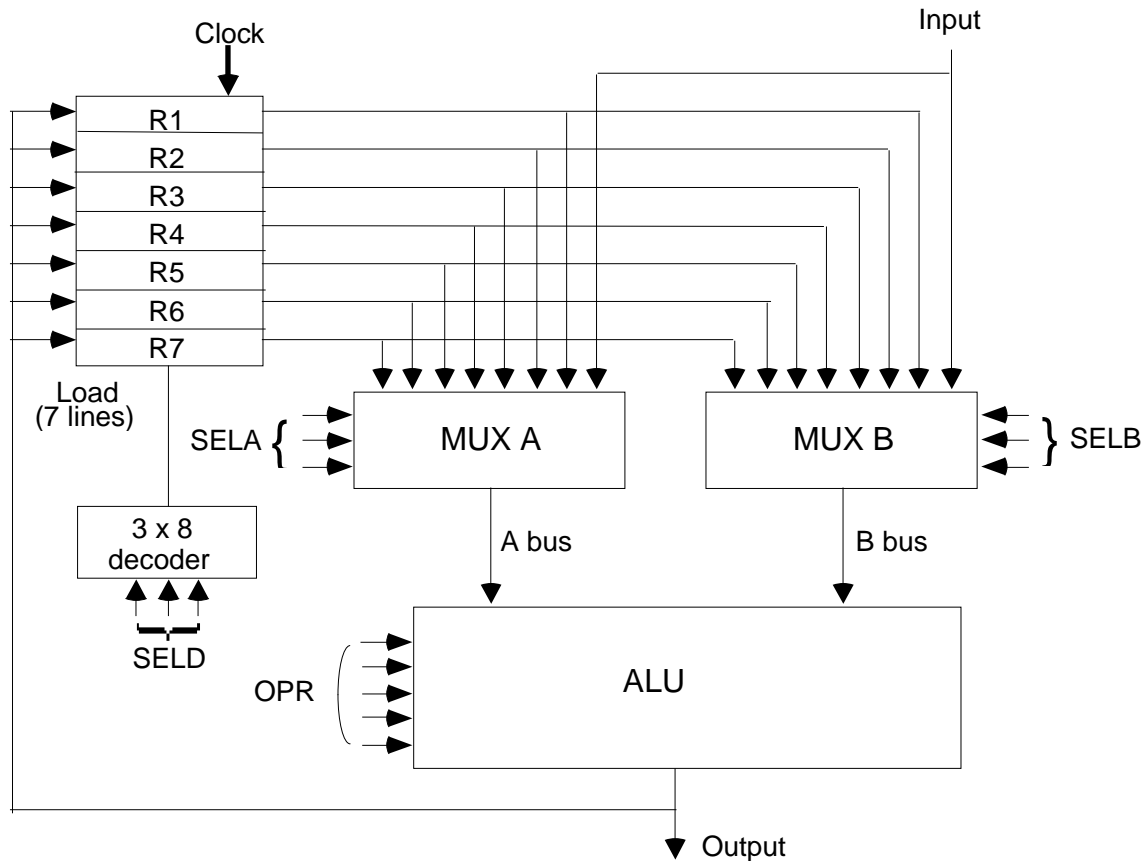 Clock
Input
R1
R2
R3
R4
R5
R6
R7
Load
(7 lines)
SELA {
MUX A
MUX B
} SELB
3 x 8
decoder
A bus
B bus
SELD
OPR
ALU
Output